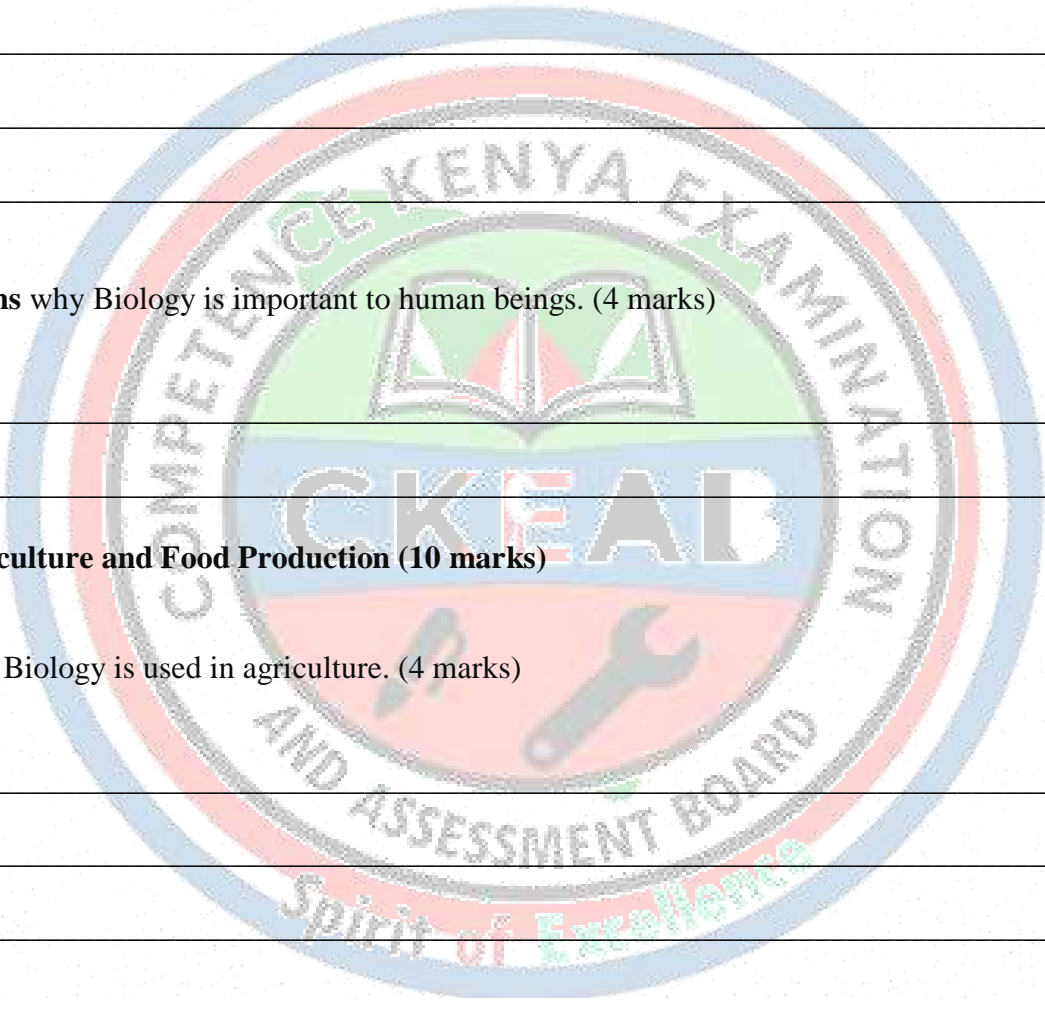 COMPETENCE KENYA EXAMINATION
ns why Biology is important to human beings. (4 marks)
CKEAB
culture and Food Production (10 marks)
Biology is used in agriculture. (4 marks)
AND ASSESSMENT BOARD
Spirit of Excellence